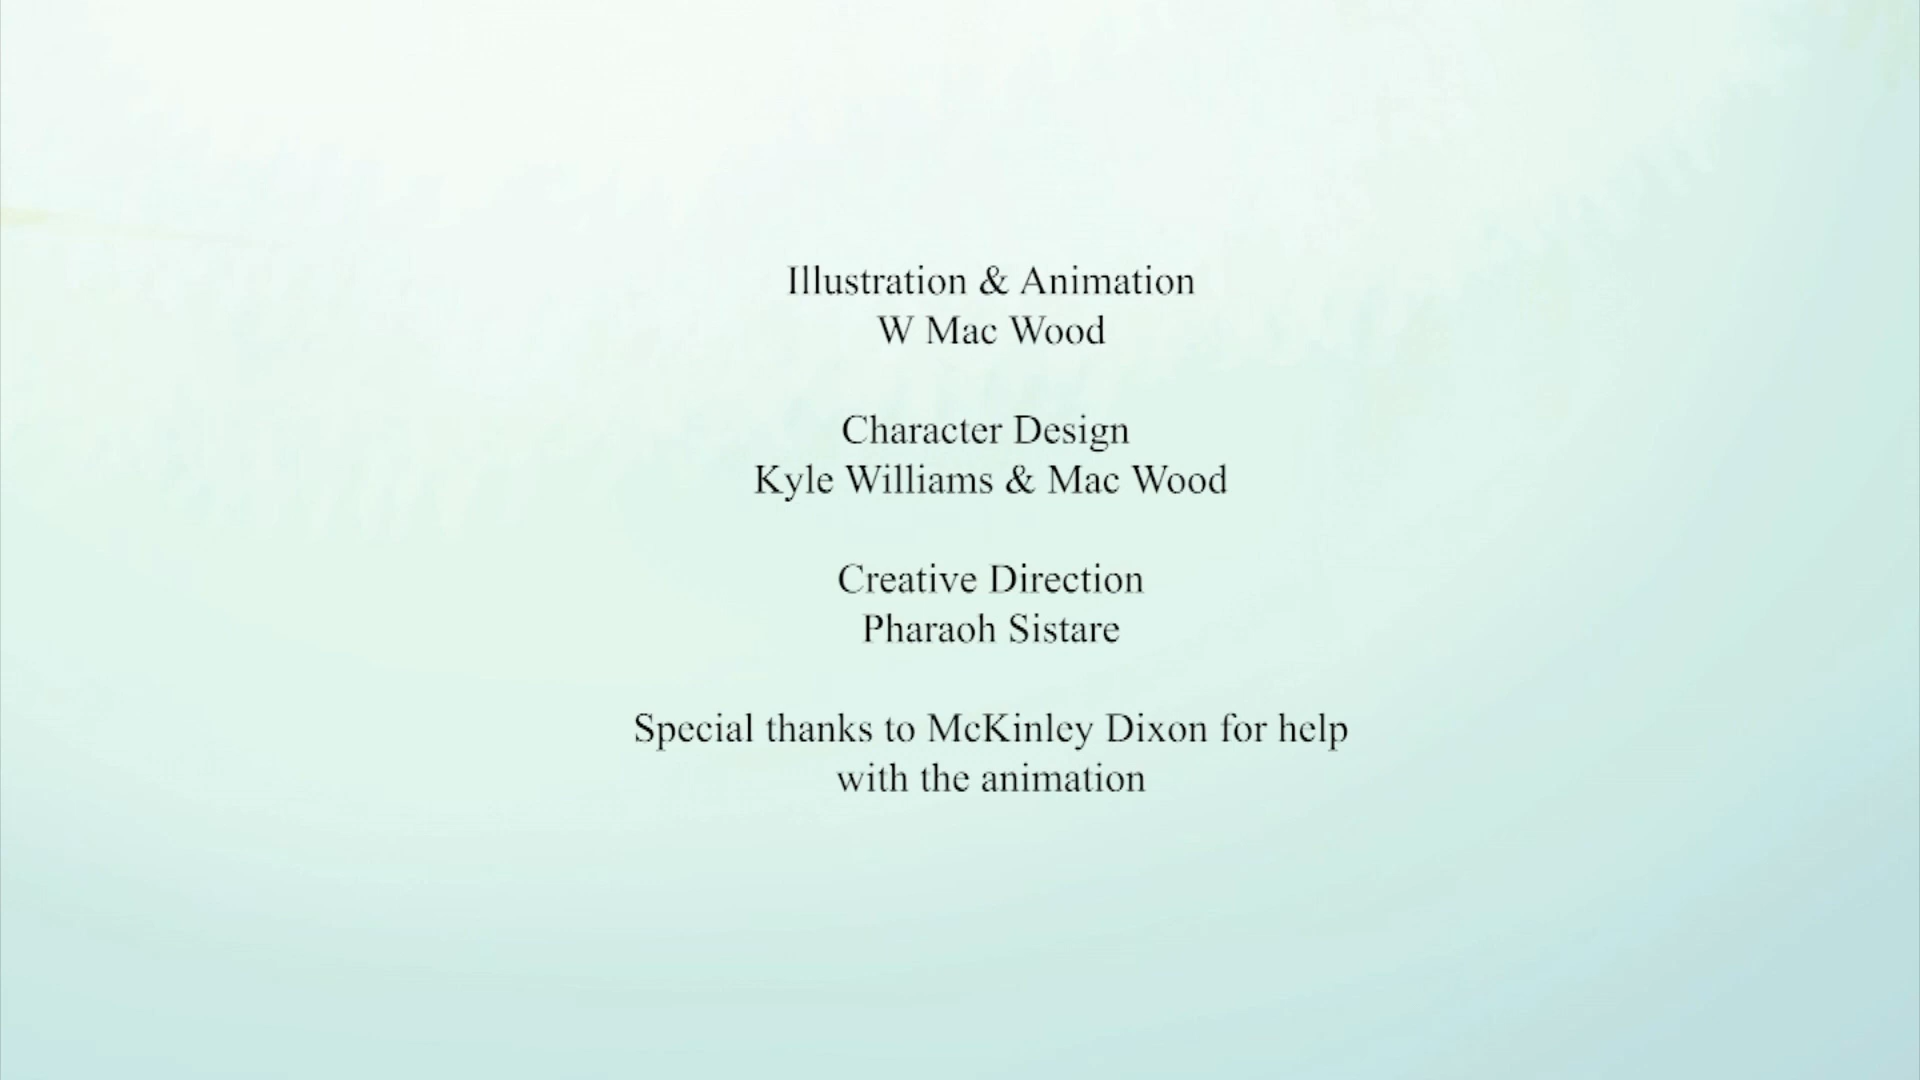 Illustration & Animation
W Mac Wood
Character Design
Kyle Williams & Mac Wood
Creative Direction
Pharaoh Sistare
Special thanks to McKinley Dixon for help
with the animation